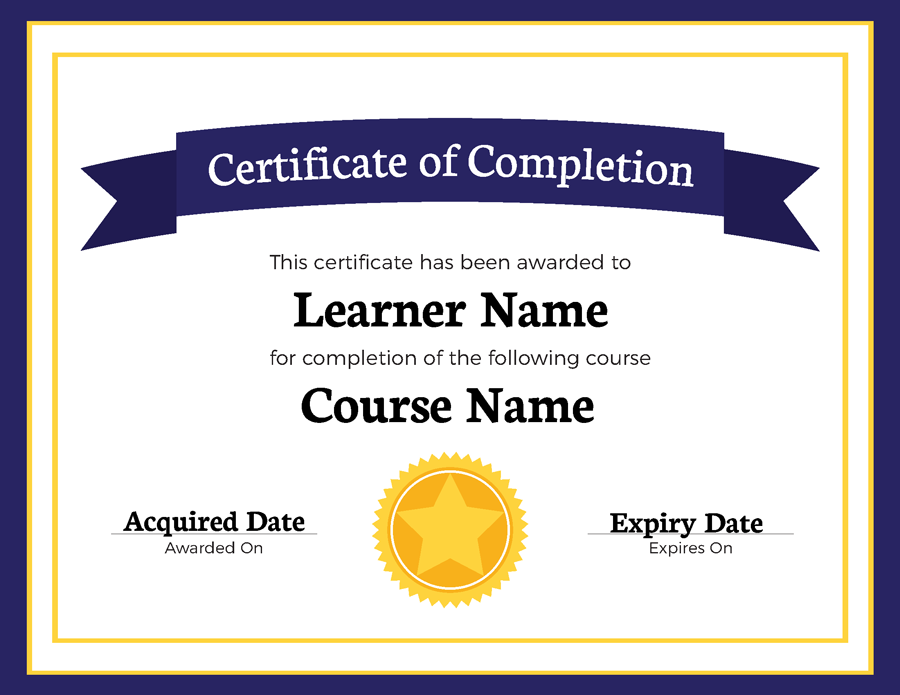 Certificate of Completion
This certificate has been awarded to
Learner Name
for completion of the following course
Course Name
Acquired Date
Awarded On
Expiry Date
Expires On